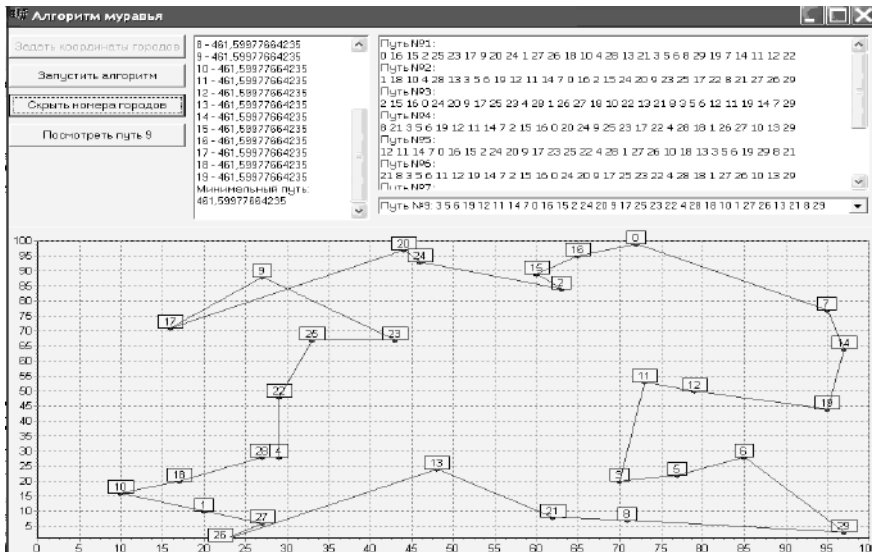 Алгоритм муравья
Задать координаты городов
Запустить алгоритм
Скрыть номера городов
Посмотреть путь 9
8 - 461,59977664235
9 - 461,59977664235
10 - 461,59977664235
11 - 461,59977664235
12 - 461,59977664235
13 - 461,59977664235
14 - 461,59977664235
15 - 461,59977664235
16 - 461,59977664235
17 - 461,59977664235
18 - 461,59977664235
19 - 461,59977664235
Минимальный путь:
461,59977664235
Путь №1:
0 16 15 2 25 23 17 9 20 24 1 27 26 18 10 4 28 13 21 3 5 6 8 29 19 7 14 11 12 22
Путь №2:
1 18 10 4 28 13 3 5 6 19 12 11 14 7 0 16 2 15 24 20 9 23 25 17 22 8 21 27 26 29
Путь №3:
2 15 16 0 24 20 9 17 25 23 4 28 1 26 27 18 10 22 13 21 8 3 5 6 12 11 19 14 7 29
Путь №4:
8 21 3 5 6 19 12 11 14 7 2 15 16 0 20 24 9 25 23 17 22 4 28 18 1 26 27 10 13 29
Путь №5:
12 11 14 7 0 16 15 2 24 20 9 17 23 25 22 4 28 1 27 26 10 18 13 3 5 6 19 29 8 21
Путь №6:
21 8 3 5 6 11 12 19 14 7 2 15 16 0 24 20 9 17 25 23 22 4 28 18 1 27 26 10 13 29
Путь №7:
Путь №9: 3 5 6 19 12 11 14 7 0 16 15 2 24 20 9 17 25 23 22 4 28 18 10 1 27 26 13 21 8 29
100
95
90
85
80
75
70
65
60
55
50
45
40
35
30
25
20
15
10
5
0
20
24
16
9
15
2
7
17
25
23
14
11
12
22
19
28
4
13
6
18
3
5
10
1
27
21
8
26
29
0 5 10 15 20 25 30 35 40 45 50 55 60 65 70 75 80 85 90 95 100